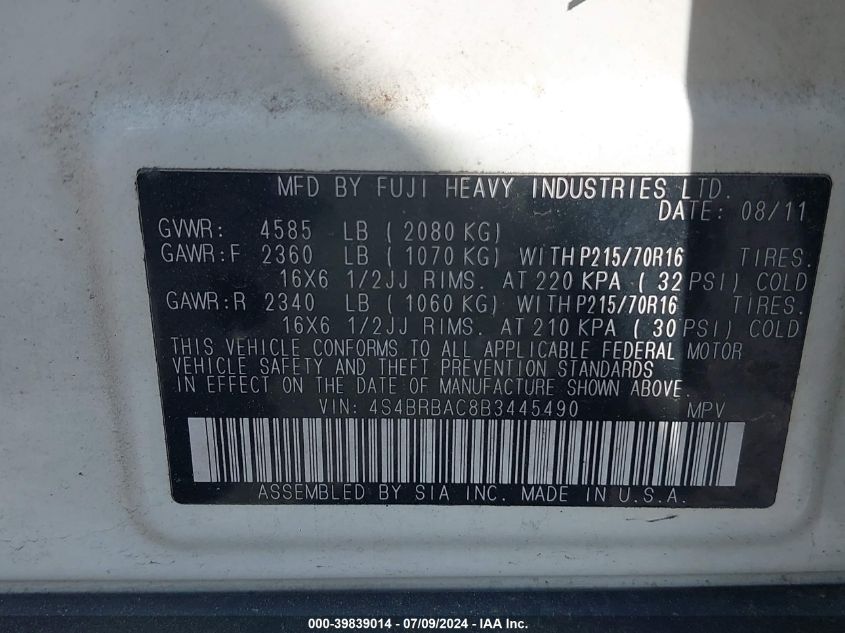 MFD BY FUJI HEAVY INDUSTRIES LTD.
DATE: 08/11
GVWR: 4585 LB ( 2080 KG)
GAWR:F 2360 LB ( 1070 KG) WITH P215/70R16 TIRES.
16X6 1/2JJ RIMS. AT 220 KPA ( 32 PSI) COLD
GAWR:R 2340 LB ( 1060 KG) WITH P215/70R16 TIRES.
16X6 1/2JJ RIMS. AT 210 KPA ( 30 PSI) COLD
THIS VEHICLE CONFORMS TO ALL APPLICABLE FEDERAL MOTOR
VEHICLE SAFETY AND THEFT PREVENTION STANDARDS
IN EFFECT ON THE DATE OF MANUFACTURE SHOWN ABOVE.
VIN: 4S4BRBAC8B3445490 MPV
ASSEMBLED BY SIA INC. MADE IN U.S.A.
000-39839014 - 07/09/2024 - IMG_0009.JPG